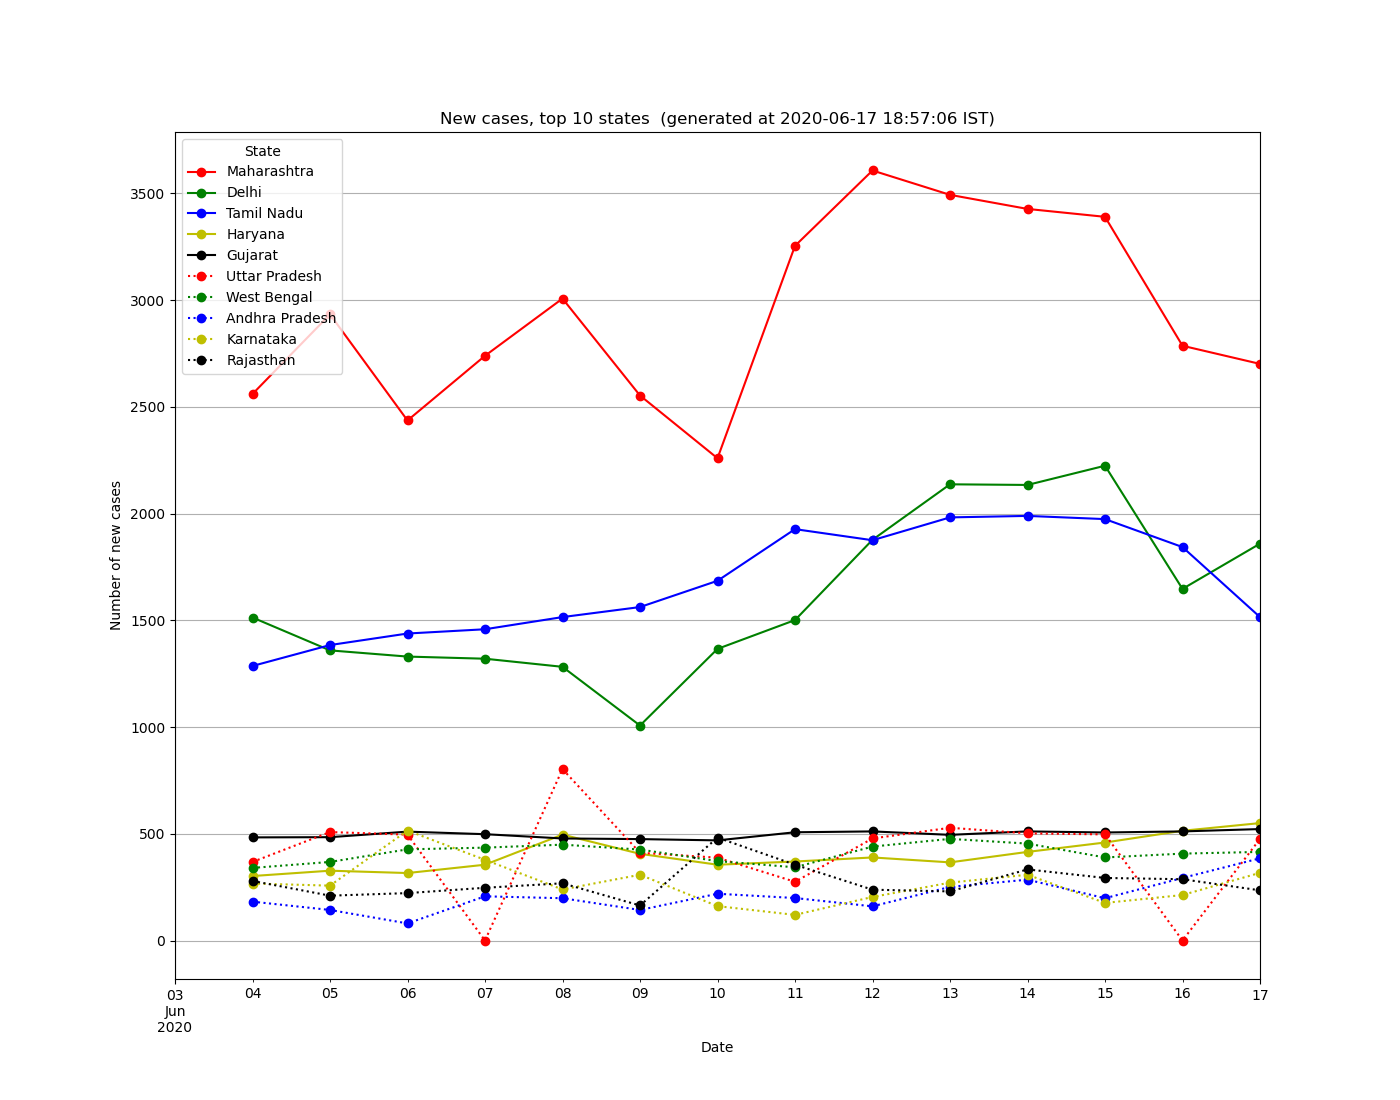 New cases, top 10 states  (generated at 2020-06-17 18:57:06 IST)
State
Maharashtra
Delhi
Tamil Nadu
Haryana
Gujarat
Uttar Pradesh
West Bengal
Andhra Pradesh
Karnataka
Rajasthan
Number of new cases
3500
3000
2500
2000
1500
1000
500
0
03 04 05 06 07 08 09 10 11 12 13 14 15 16 17
Jun
2020
Date